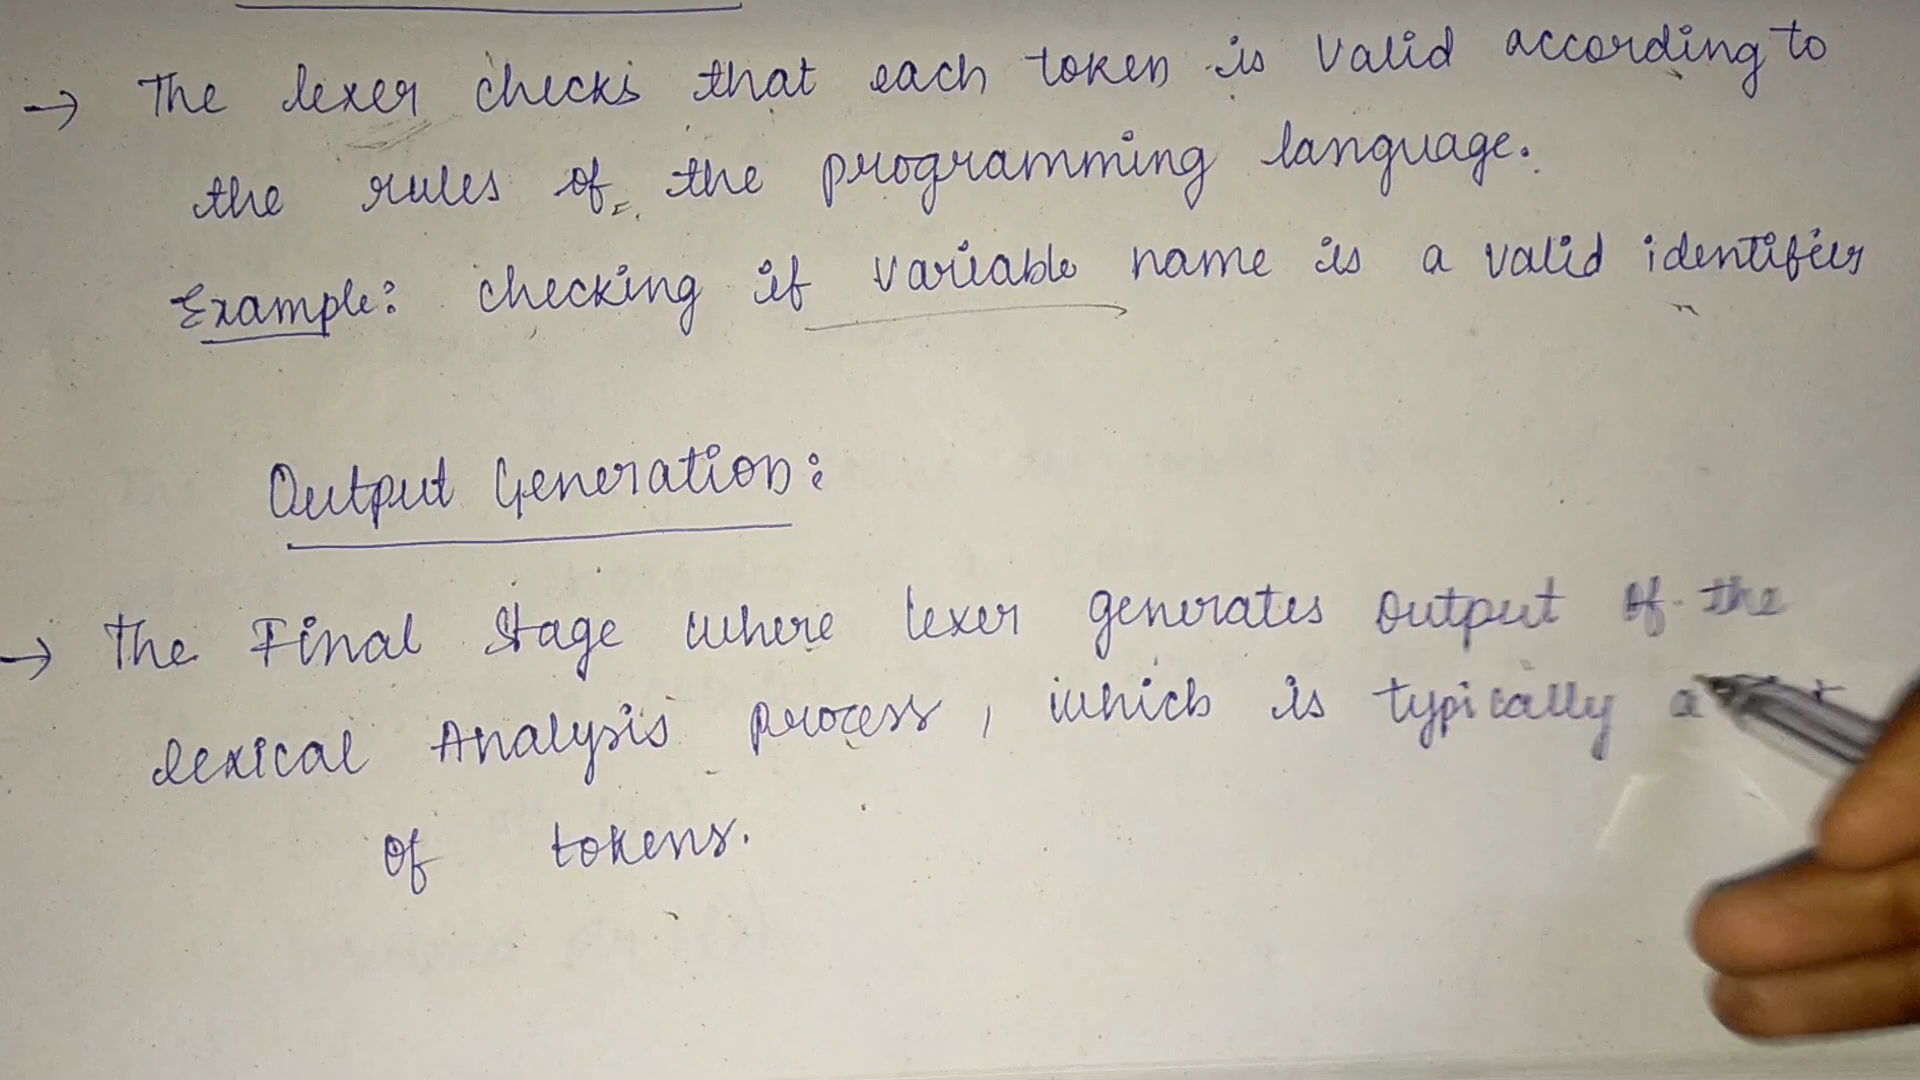 → The lexer checks that each token is valid according to
the rules of the programming language.
Example: checking if variable name is a valid identifier
Output Generation:
→ The Final Stage where lexer generates output of the
lexical Analysis process, which is typically a
of tokens.